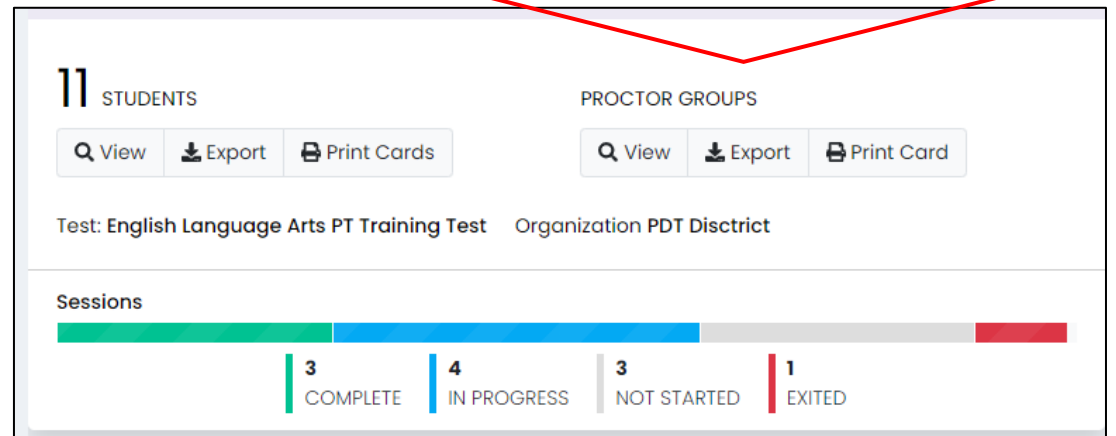 11 STUDENTS
PROCTOR GROUPS
View Export Print Cards
View Export Print Card
Test: English Language Arts PT Training Test Organization PDT Disctrict
Sessions
3 4 3 1
COMPLETE IN PROGRESS NOT STARTED EXITED